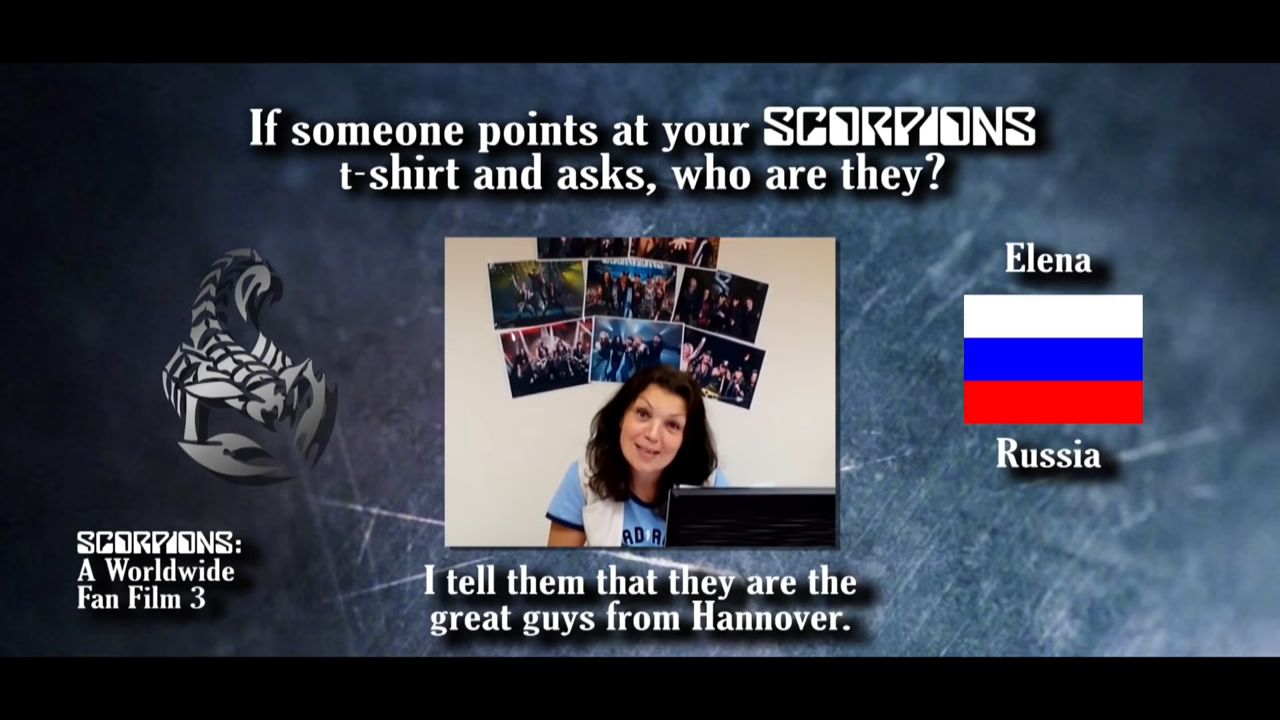 If someone points at your SCORPIONS
t-shirt and asks, who are they?
SCORPIONS
Elena
Russia
SCORPIONS:
A Worldwide
Fan Film 3
I tell them that they are the
great guys from Hannover.